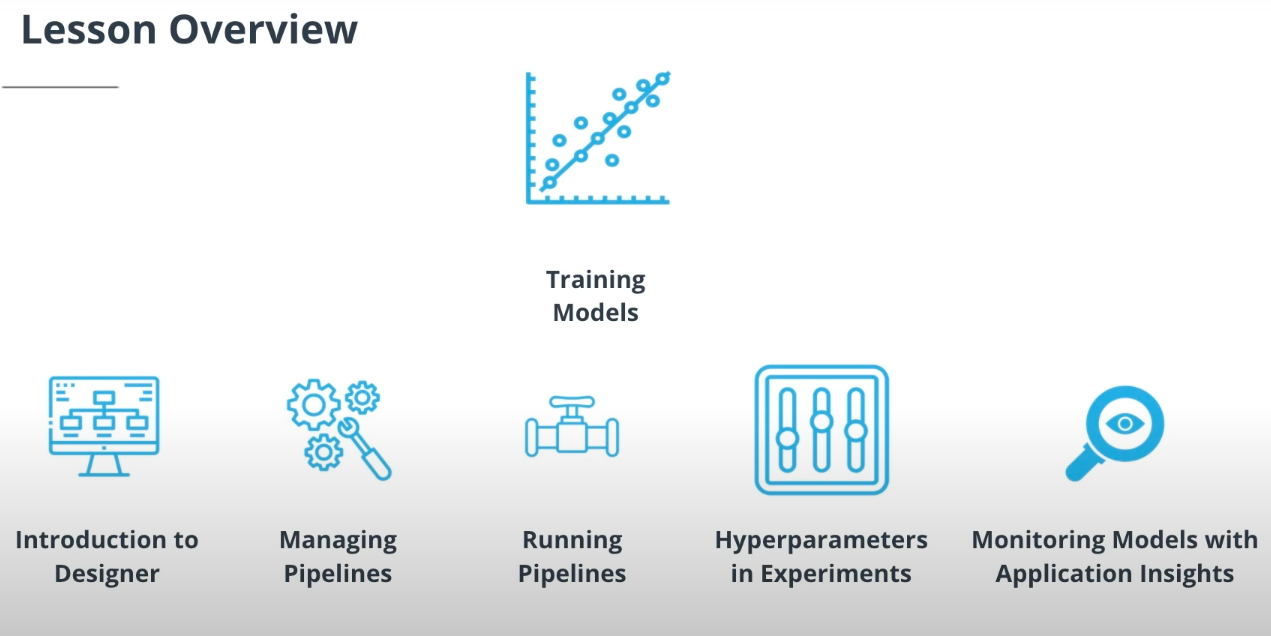 Lesson Overview
Training
Models
Introduction to
Designer
Managing
Pipelines
Running
Pipelines
Hyperparameters
in Experiments
Monitoring Models with
Application Insights